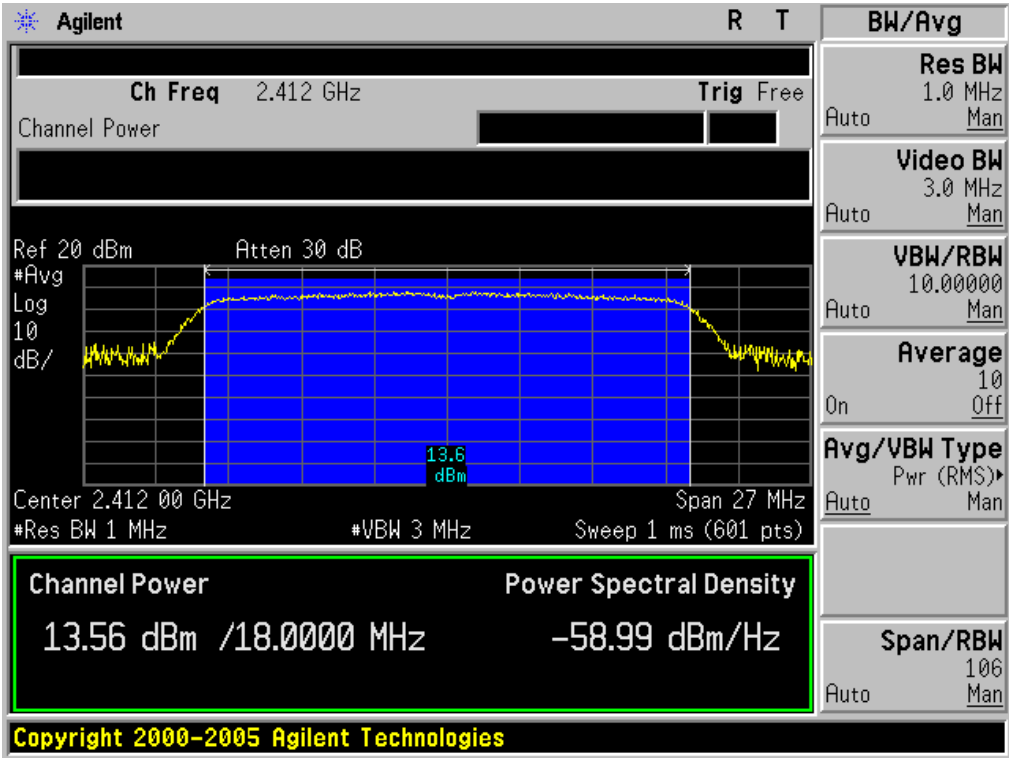 Agilent R T
Ch Freq 2.412 GHz Trig Free
Channel Power
Ref 20 dBm Atten 30 dB
#Avg
Log
10
dB/
13.6
dBm
Center 2.412 00 GHz Span 27 MHz
#Res BW 1 MHz #VBW 3 MHz Sweep 1 ms (601 pts)
Channel Power Power Spectral Density
13.56 dBm /18.0000 MHz -58.99 dBm/Hz
Copyright 2000-2005 Agilent Technologies
BW/Avg
Res BW
1.0 MHz
Auto Man
Video BW
3.0 MHz
Auto Man
VBW/RBW
10.00000
Auto Man
Average
10
On Off
Avg/VBW Type
Pwr (RMS)
Auto Man
Span/RBW
106
Auto Man